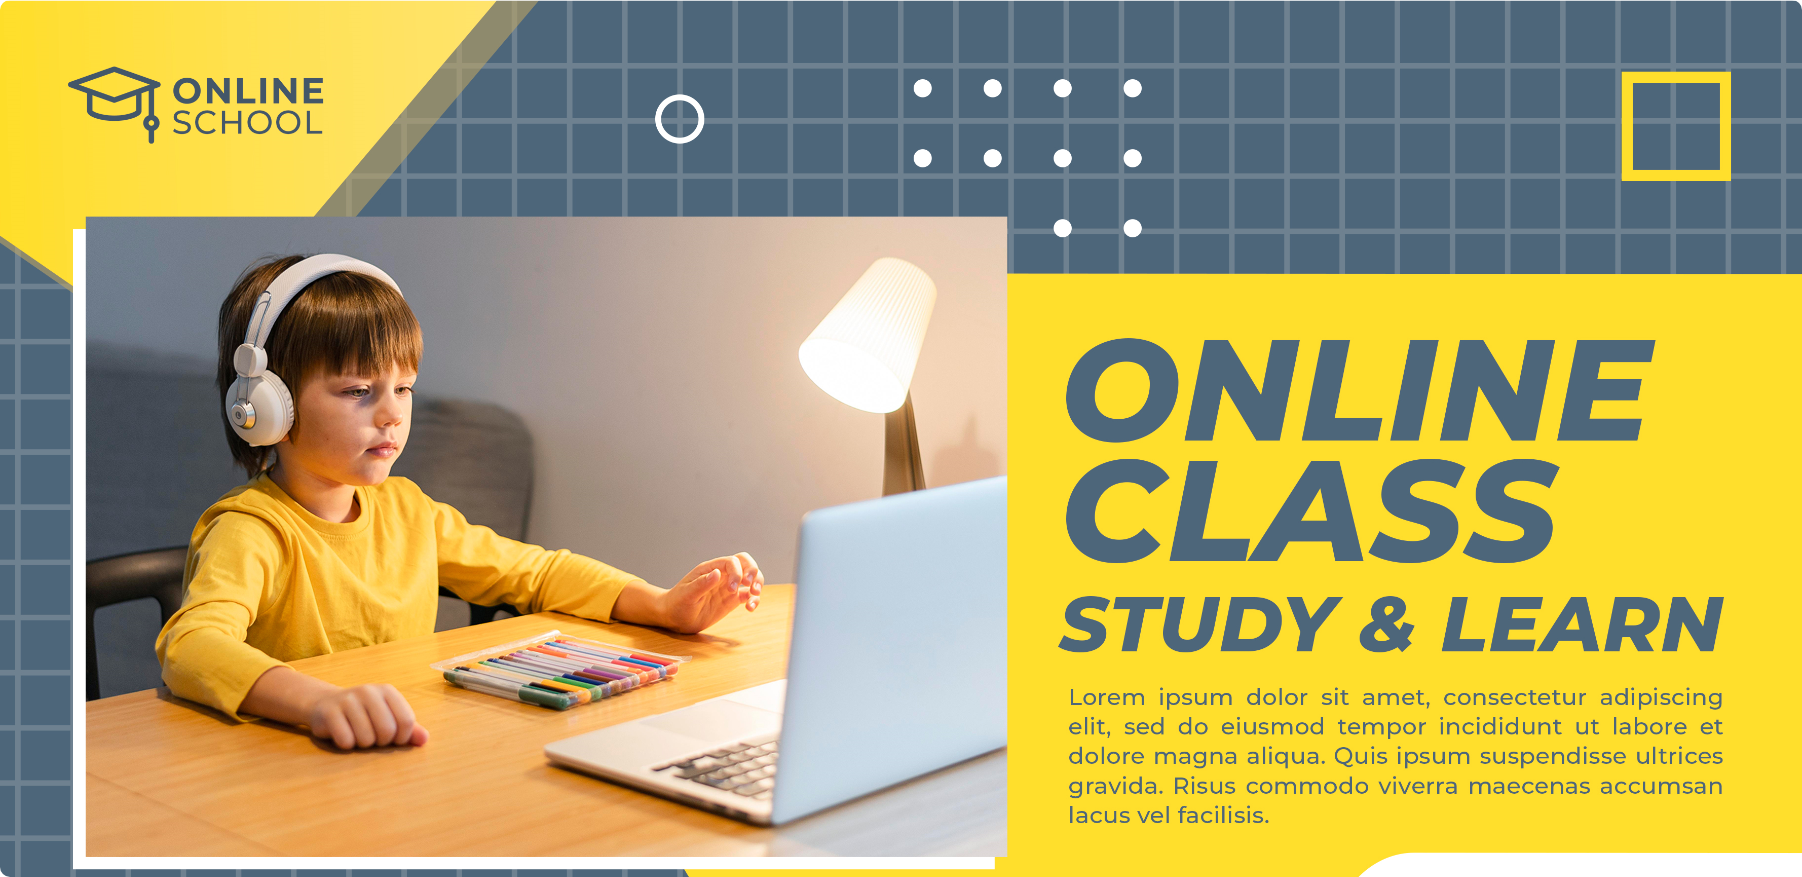 ONLINE
SCHOOL
ONLINE
CLASS
STUDY & LEARN
Lorem ipsum dolor sit amet, consectetur adipiscing
elit, sed do eiusmod tempor incididunt ut labore et
dolore magna aliqua. Quis ipsum suspendisse ultrices
gravida. Risus commodo viverra maecenas accumsan
lacus vel facilisis.